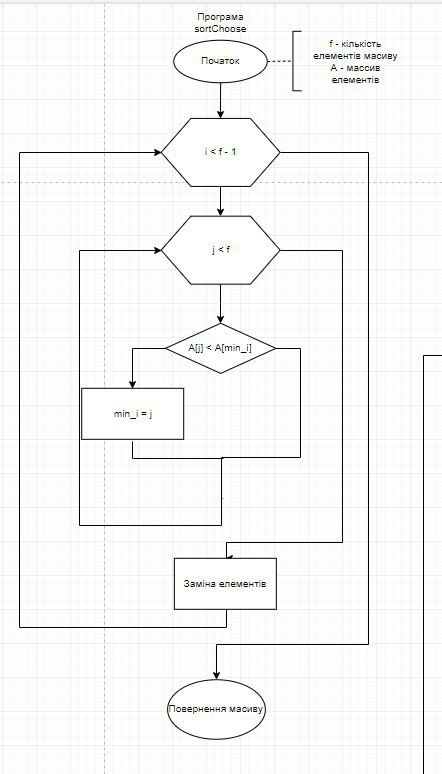 Програма
sortChoose
Початок
f - кількість
елементів масиву
A - массив
елементів
i < f - 1
j < f
A[j] < A[min_i]
min_i = j
Заміна елементів
Повернення масиву